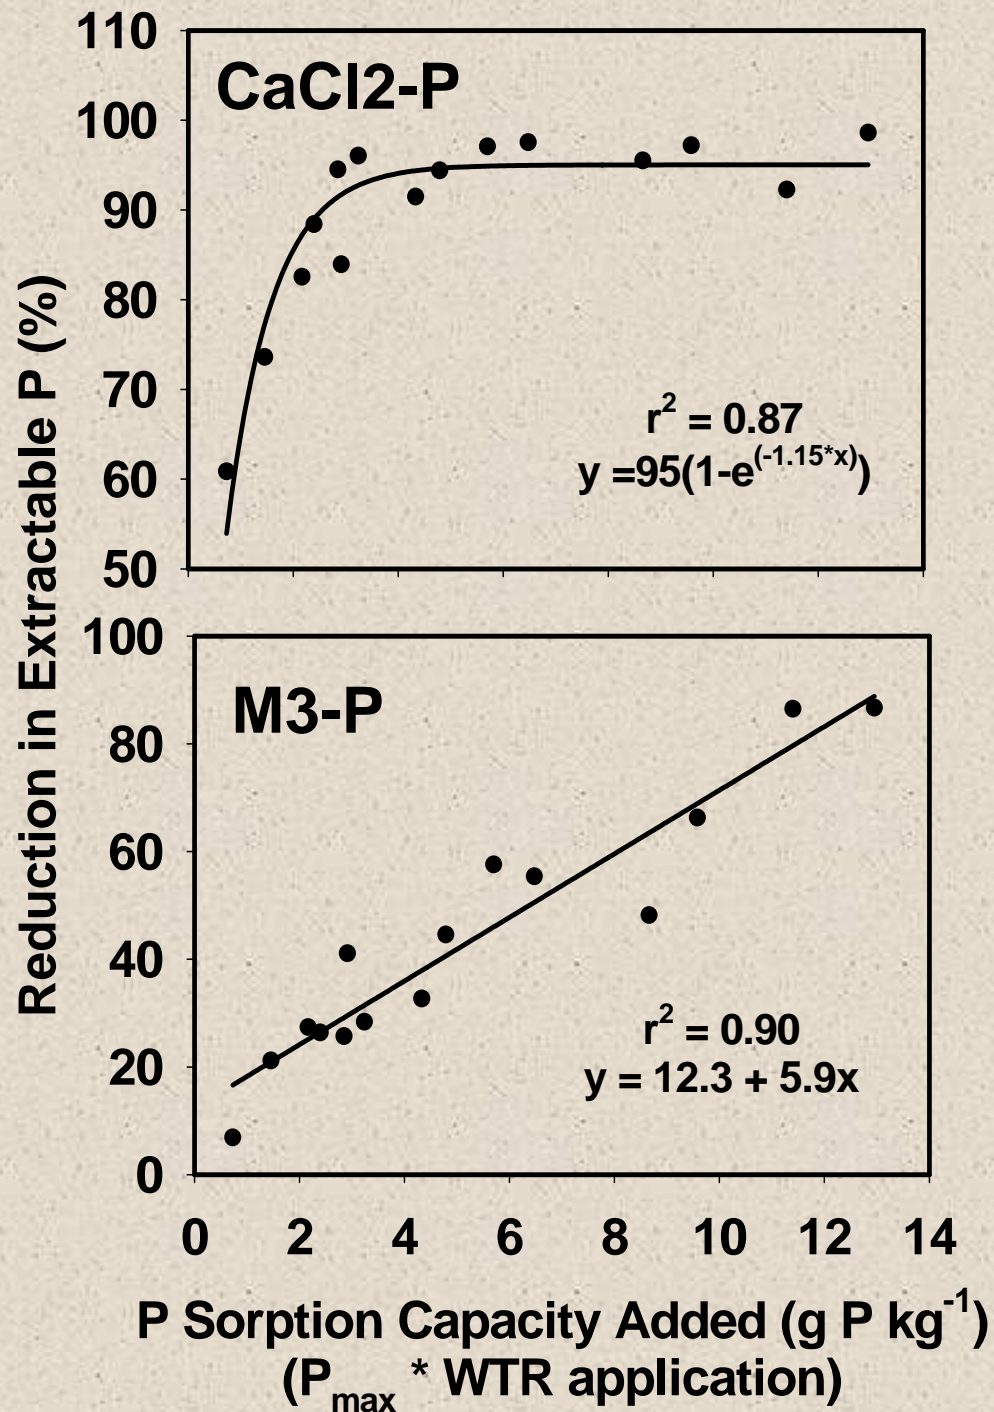 Reduction in Extractable P (%)
110
100
90
80
70
60
50
CaCl2-P
r² = 0.87
y =95(1-e^(-1.15*x))
100
80
60
40
20
0
M3-P
r² = 0.90
y = 12.3 + 5.9x
0 2 4 6 8 10 12 14
P Sorption Capacity Added (g P kg⁻¹)
(Pmax * WTR application)